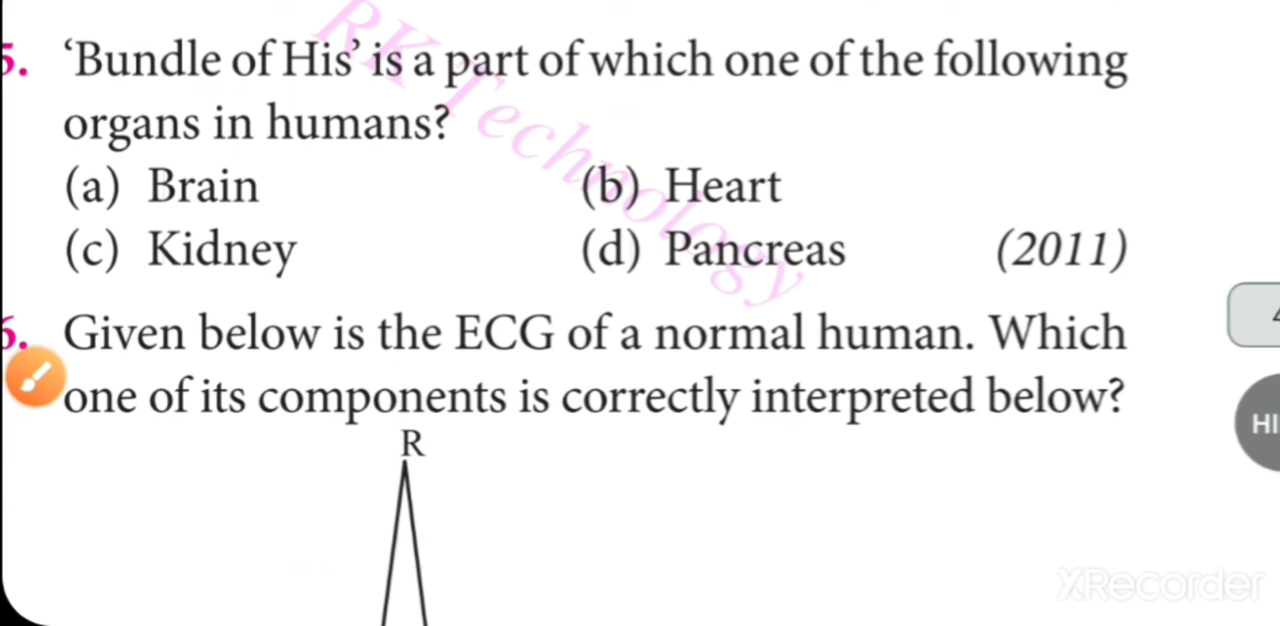 5. ‘Bundle of His’ is a part of which one of the following
organs in humans?
(a) Brain (b) Heart
(c) Kidney (d) Pancreas (2011)
6. Given below is the ECG of a normal human. Which
one of its components is correctly interpreted below?
R
RK Technology
HI
XRecorder